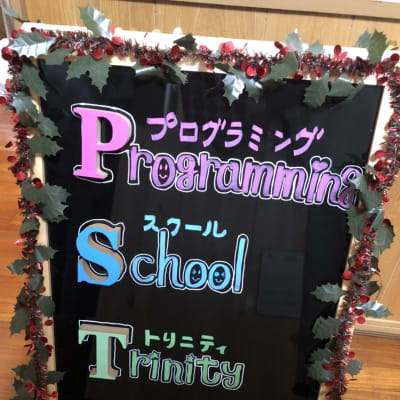 プログラミング
Programming
スクール
School
トリニティ
Trinity